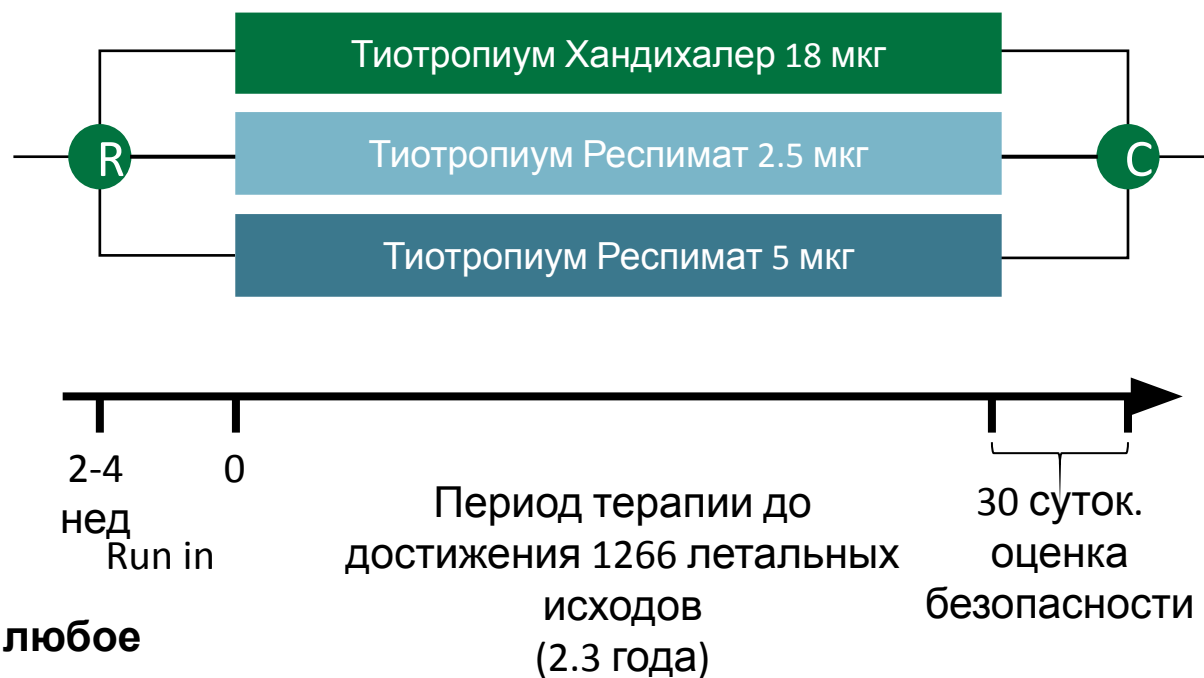 Тиотропиум Хандихалер 18 мкг
R
Тиотропиум Респимат 2.5 мкг
C
Тиотропиум Респимат 5 мкг
2-4
нед
0
Run in
Период терапии до
достижения 1266 летальных
исходов
(2.3 года)
30 суток.
оценка
безопасности
любое